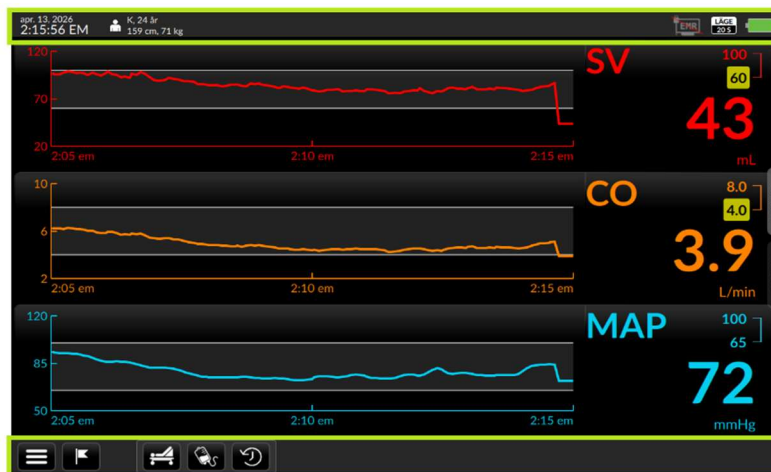 apr. 13, 2026
2:15:56 EM
K, 24 år
159 cm, 71 kg
EMR
LÄGE
20 S
120
70
20
2:05 em
2:10 em
2:15 em
SV
100
60
43
mL
10
6
2
2:05 em
2:10 em
2:15 em
CO
8.0
4.0
3.9
L/min
120
85
50
2:05 em
2:10 em
2:15 em
MAP
100
65
72
mmHg